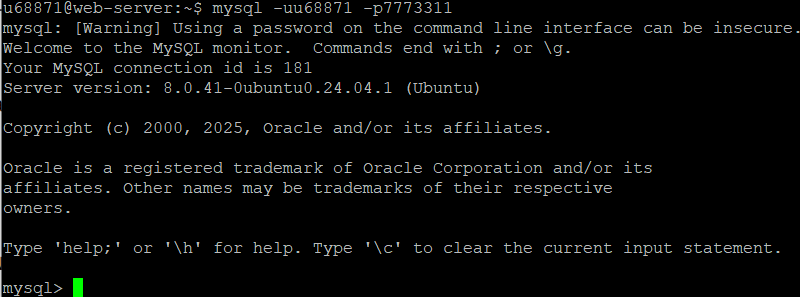 u68871@web-server:~$ mysql -uu68871 -p7773311
mysql: [Warning] Using a password on the command line interface can be insecure.
Welcome to the MySQL monitor.  Commands end with ; or \g.
Your MySQL connection id is 181
Server version: 8.0.41-0ubuntu0.24.04.1 (Ubuntu)
Copyright (c) 2000, 2025, Oracle and/or its affiliates.
Oracle is a registered trademark of Oracle Corporation and/or its
affiliates. Other names may be trademarks of their respective
owners.
Type 'help;' or '\h' for help. Type '\c' to clear the current input statement.
mysql>